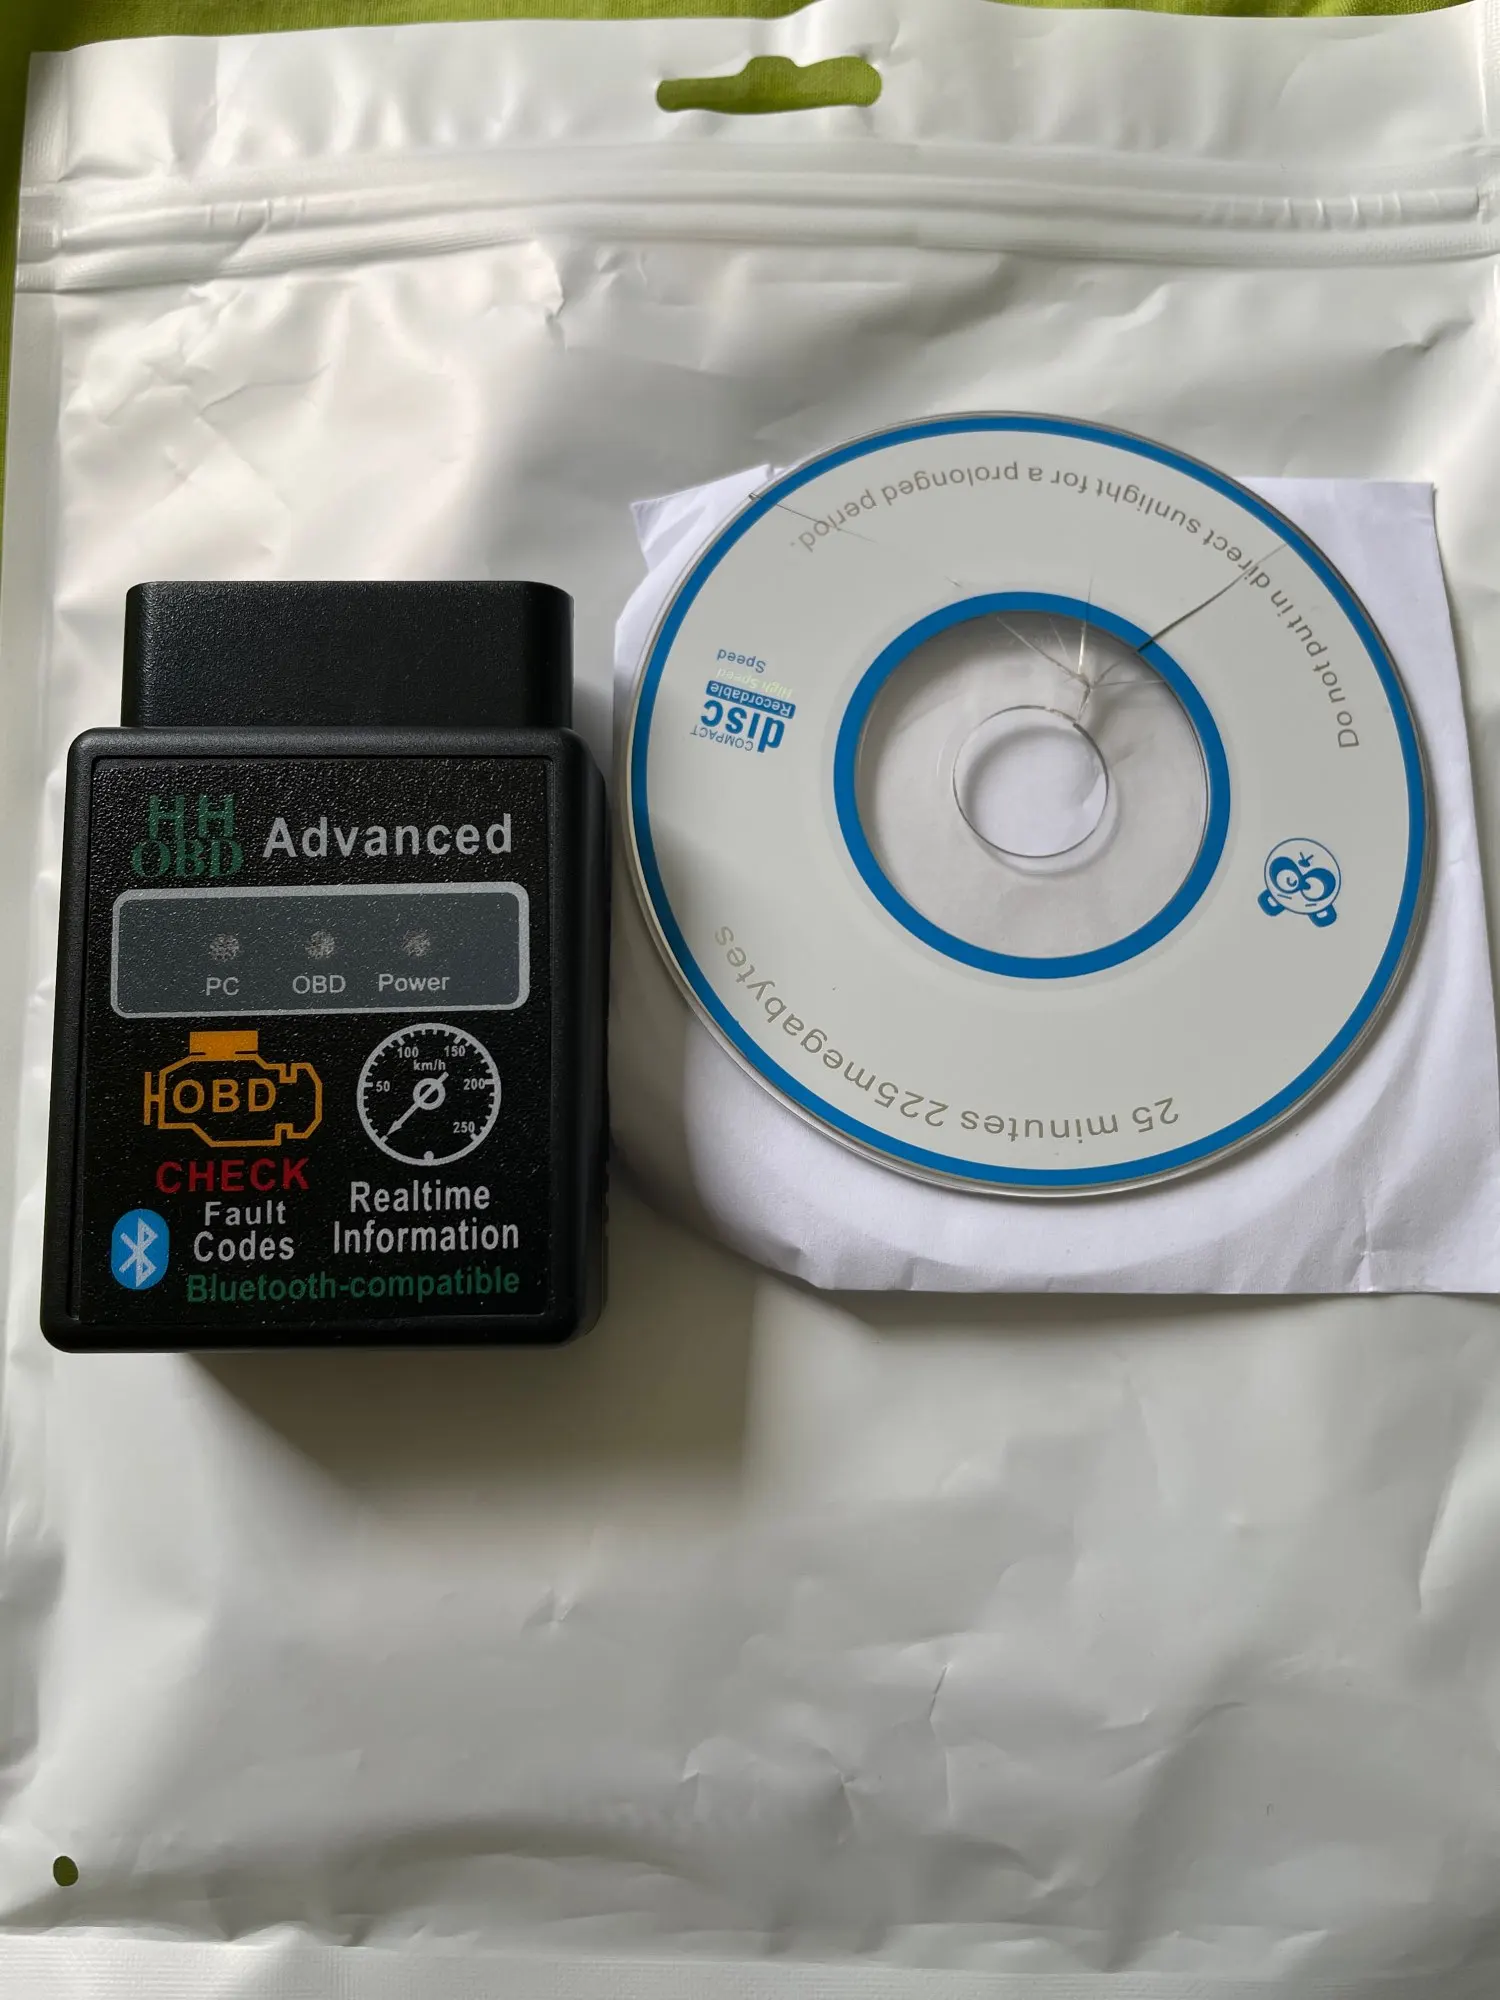 HH
OBD
Advanced
PC
OBD
Power
OBD
50
100
150
200
250
km/h
CHECK
Fault
Codes
Realtime
Information
Bluetooth-compatible
Do not put in direct sunlight for a prolonged period.
COMPACT
disc
Recordable
High Speed
Speed
25 minutes 225megabytes